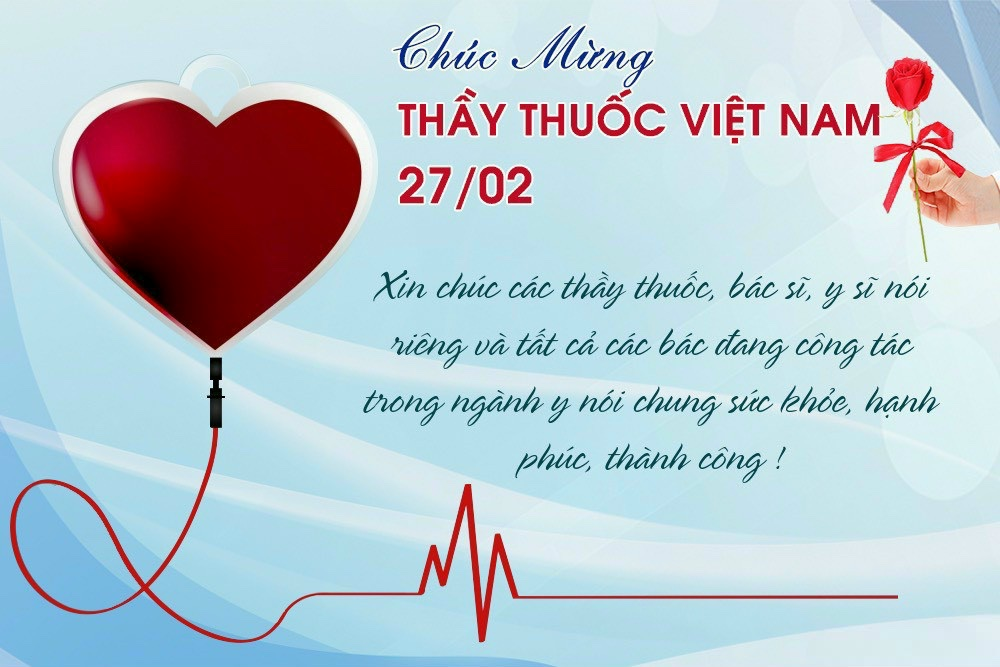 Chúc Mừng
THẦY THUỐC VIỆT NAM
27/02
Xin chúc các thầy thuốc, bác sĩ, y sĩ nói
riêng và tất cả các bác đang công tác
trong ngành y nói chung sức khỏe, hạnh
phúc, thành công !